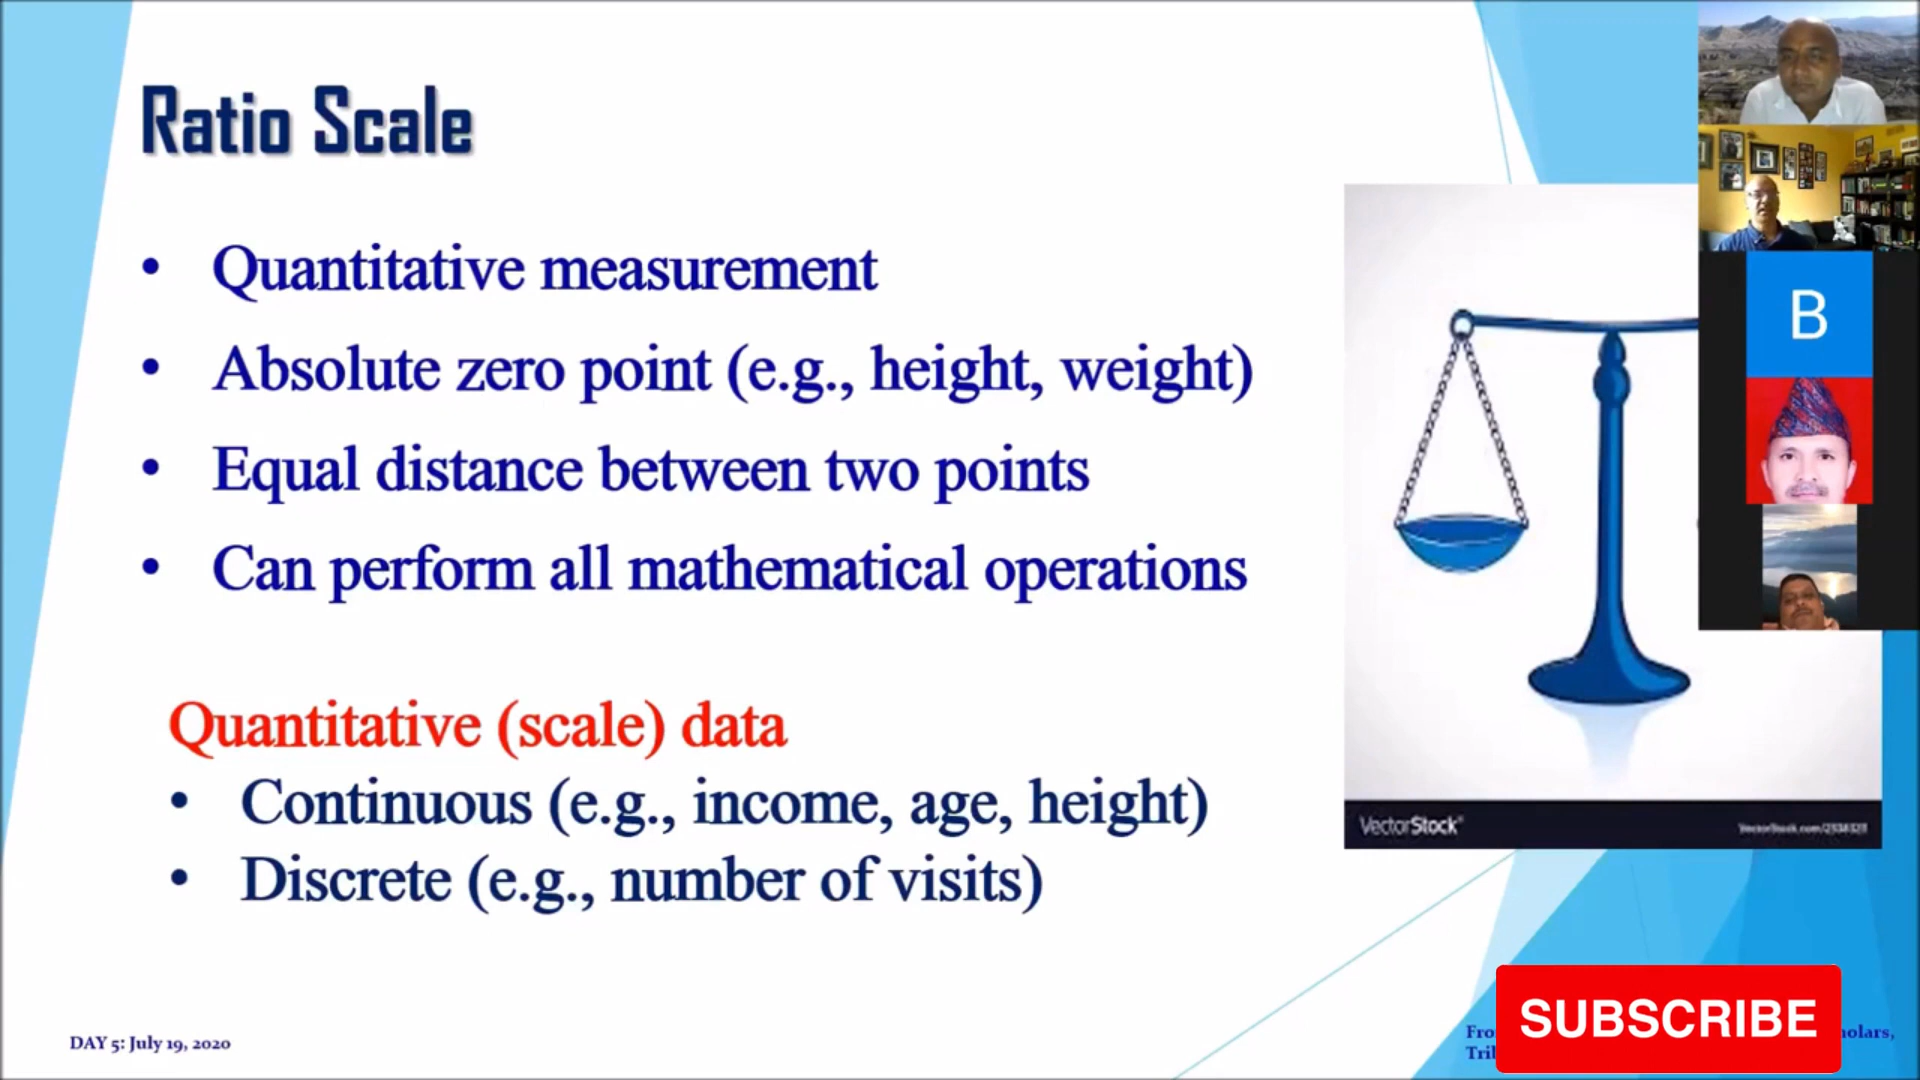 Ratio Scale
• Quantitative measurement
• Absolute zero point (e.g., height, weight)
• Equal distance between two points
• Can perform all mathematical operations
Quantitative (scale) data
• Continuous (e.g., income, age, height)
• Discrete (e.g., number of visits)
B
VectorStock®
DAY 5: July 19, 2020
SUBSCRIBE